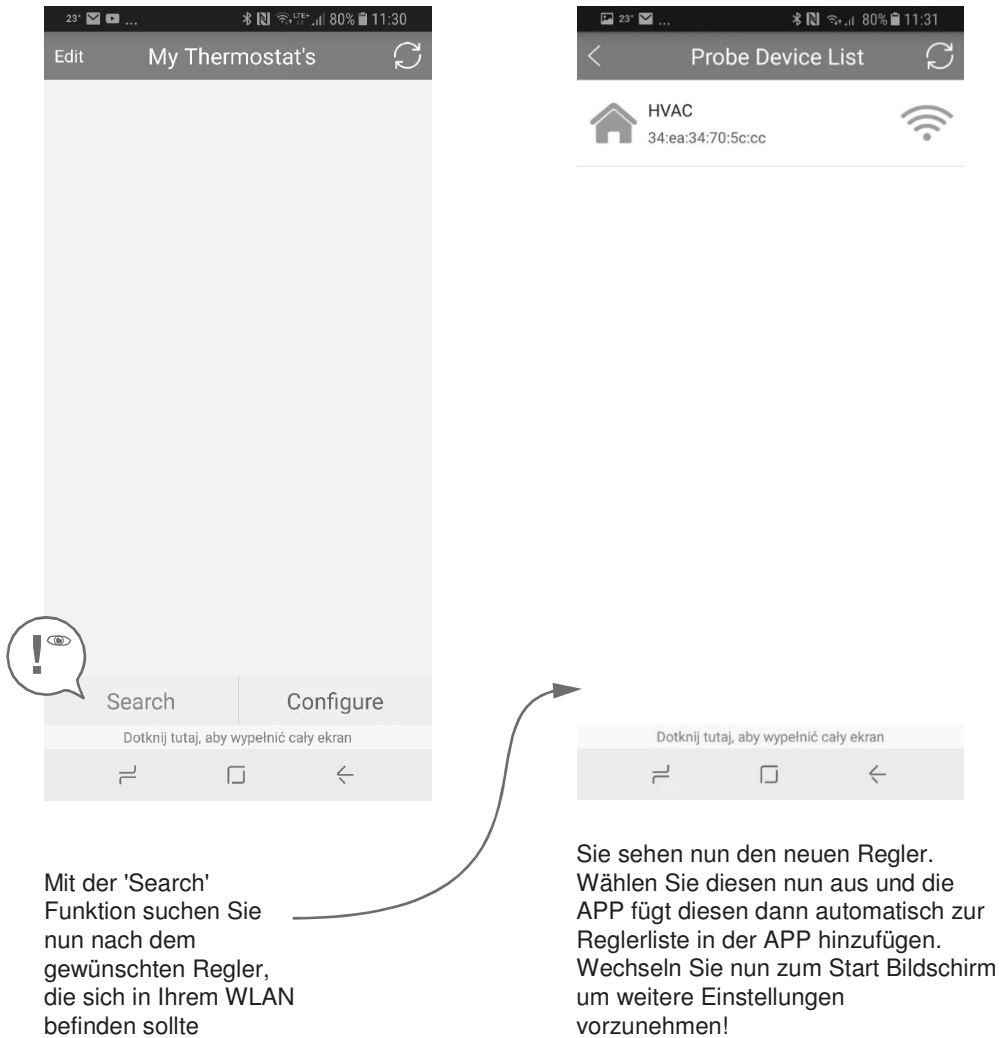 23° ... LTE+ 80% 11:30
Edit My Thermostat's
!
Search Configure
Dotknij tutaj, aby wypełnić cały ekran
Mit der 'Search'
Funktion suchen Sie
nun nach dem
gewünschten Regler,
die sich in Ihrem WLAN
befinden sollte
23° ... 80% 11:31
Probe Device List
HVAC
34:ea:34:70:5c:cc
Dotknij tutaj, aby wypełnić cały ekran
Sie sehen nun den neuen Regler.
Wählen Sie diesen nun aus und die
APP fügt diesen dann automatisch zur
Reglerliste in der APP hinzufügen.
Wechseln Sie nun zum Start Bildschirm
um weitere Einstellungen
vorzunehmen!